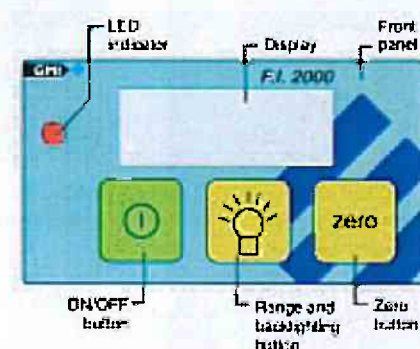 LED
indicator
Display
Front
panel
GMI
F.I. 2000
zero
ON/OFF
button
Range and
backlighting
button
Zero
button